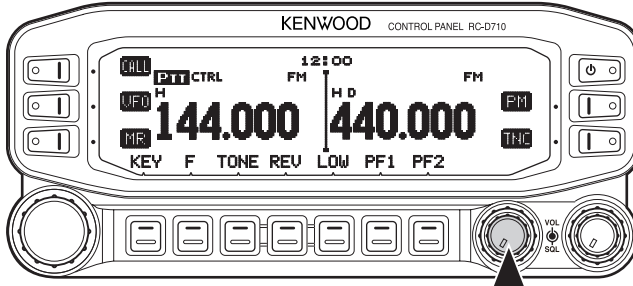 KENWOOD CONTROL PANEL RC-D710
12:00
CALL PTT CTRL FM FM
VFO H 144.000 H D 440.000 PM
MR TNC
KEY F TONE REV LOW PF1 PF2
VOL
SQL